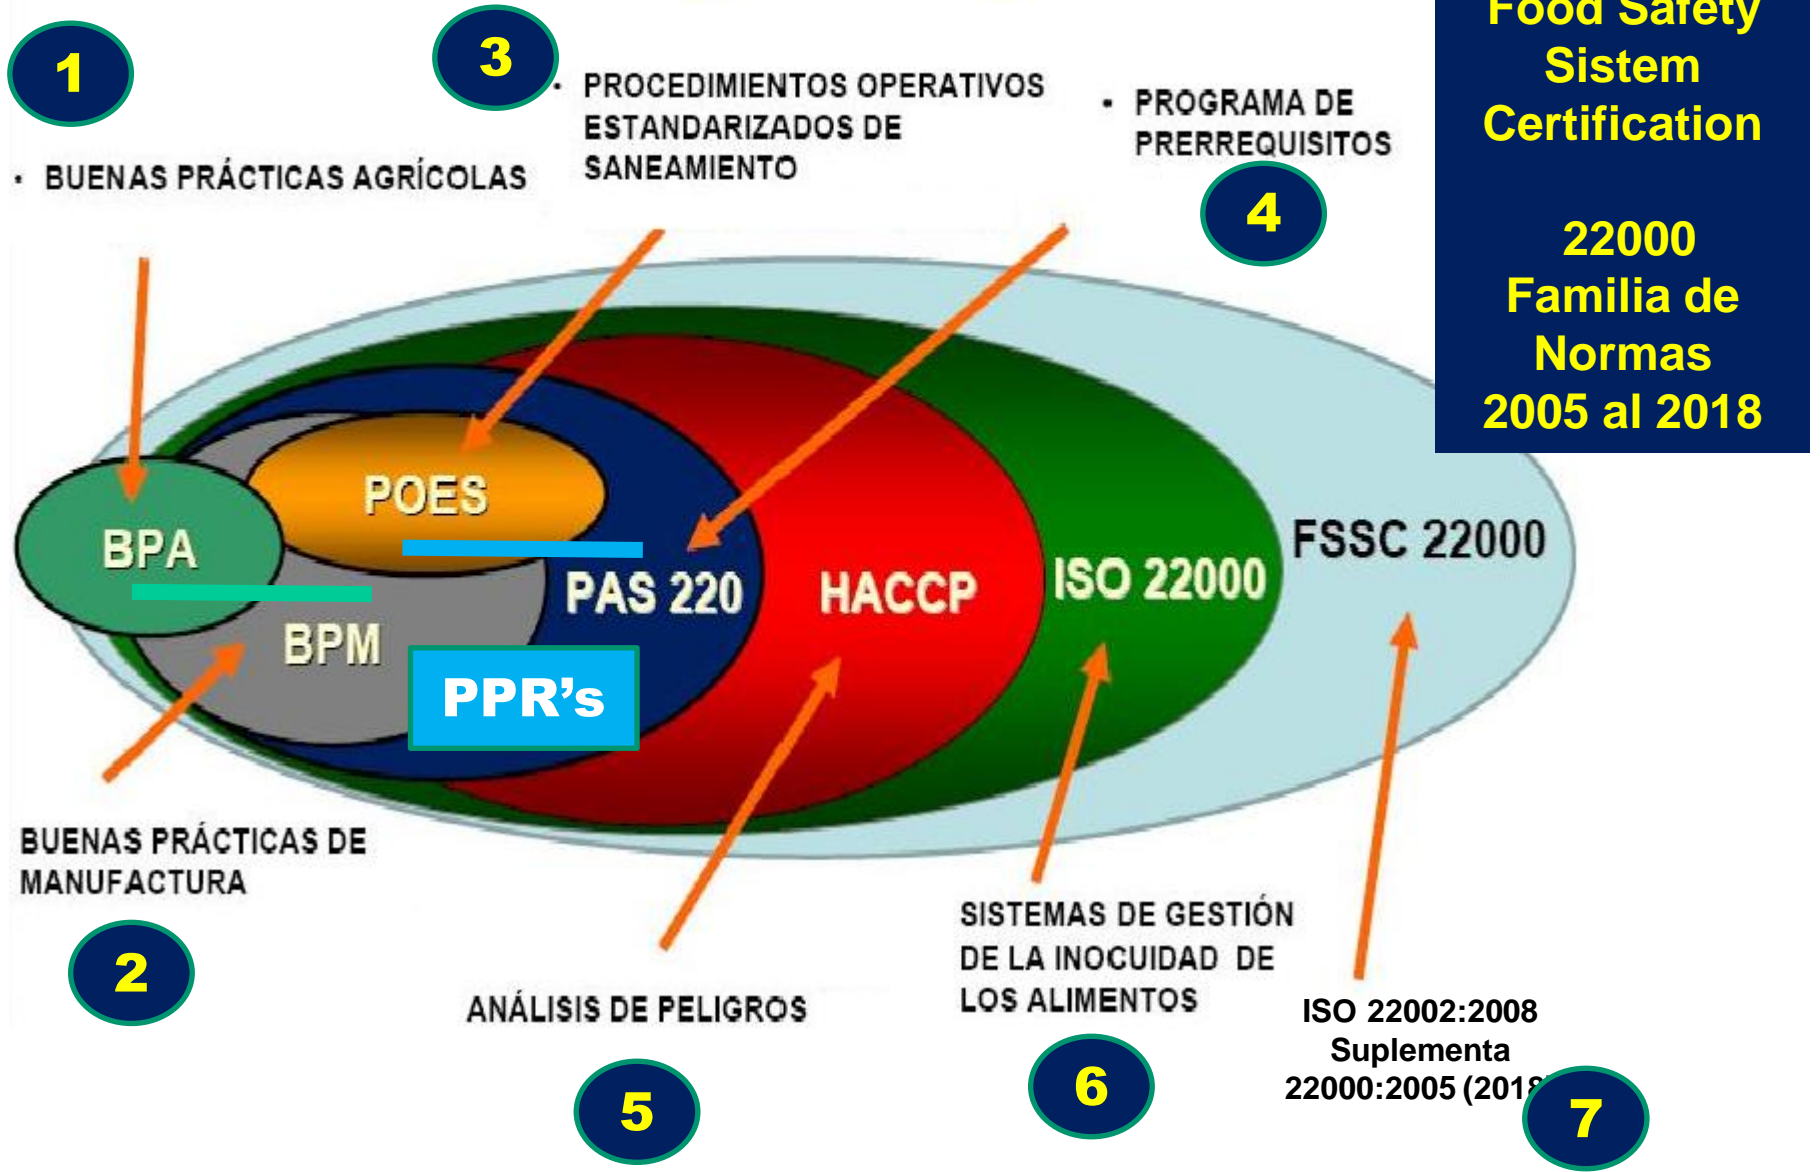 1
3
Food Safety
Sistem
Certification
22000
Familia de
Normas
2005 al 2018
• BUENAS PRÁCTICAS AGRÍCOLAS
• PROCEDIMIENTOS OPERATIVOS
ESTANDARIZADOS DE
SANEAMIENTO
• PROGRAMA DE
PRERREQUISITOS
4
BPA
POES
BPM
PAS 220
PPR’s
HACCP
ISO 22000
FSSC 22000
BUENAS PRÁCTICAS DE
MANUFACTURA
2
ANÁLISIS DE PELIGROS
5
SISTEMAS DE GESTIÓN
DE LA INOCUIDAD DE
LOS ALIMENTOS
6
ISO 22002:2008
Suplementa
22000:2005 (2018)
7